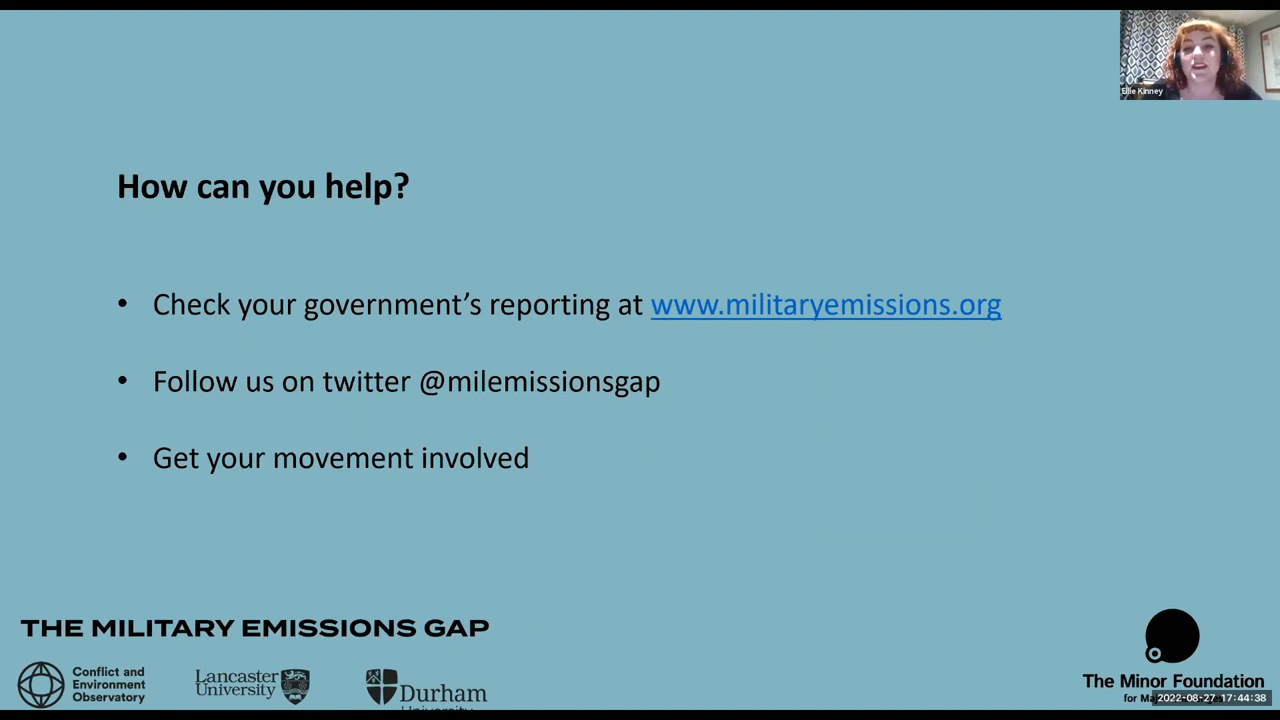 Ellie Kinney
How can you help?
• Check your government’s reporting at www.militaryemissions.org
• Follow us on twitter @milemissionsgap
• Get your movement involved
THE MILITARY EMISSIONS GAP
Conflict and
Environment
Observatory
Lancaster
University
Durham
University
The Minor Foundation
for
2022-08-27 17:44:38